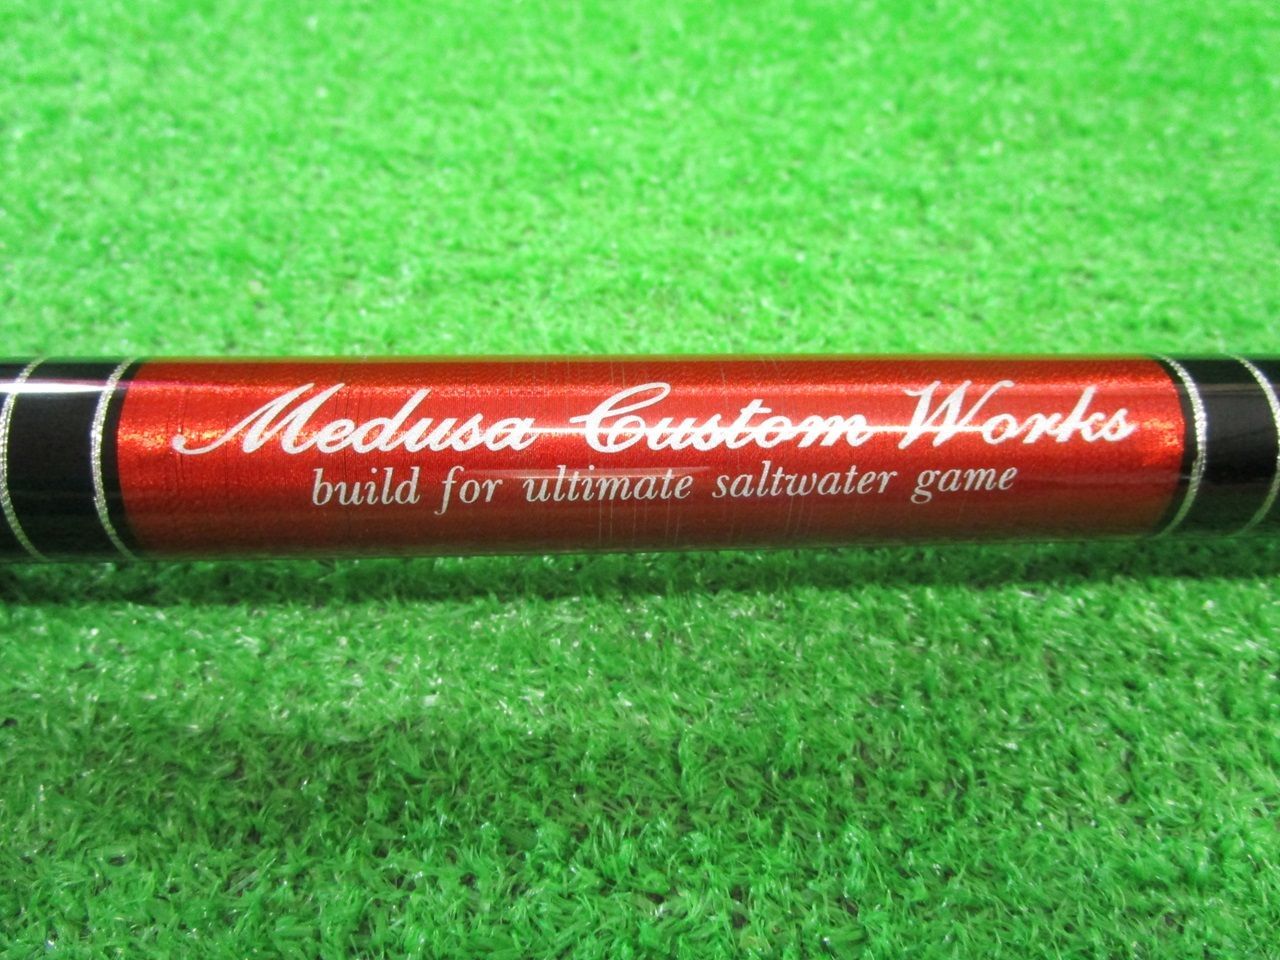 Medusa Custom Works
build for ultimate saltwater game